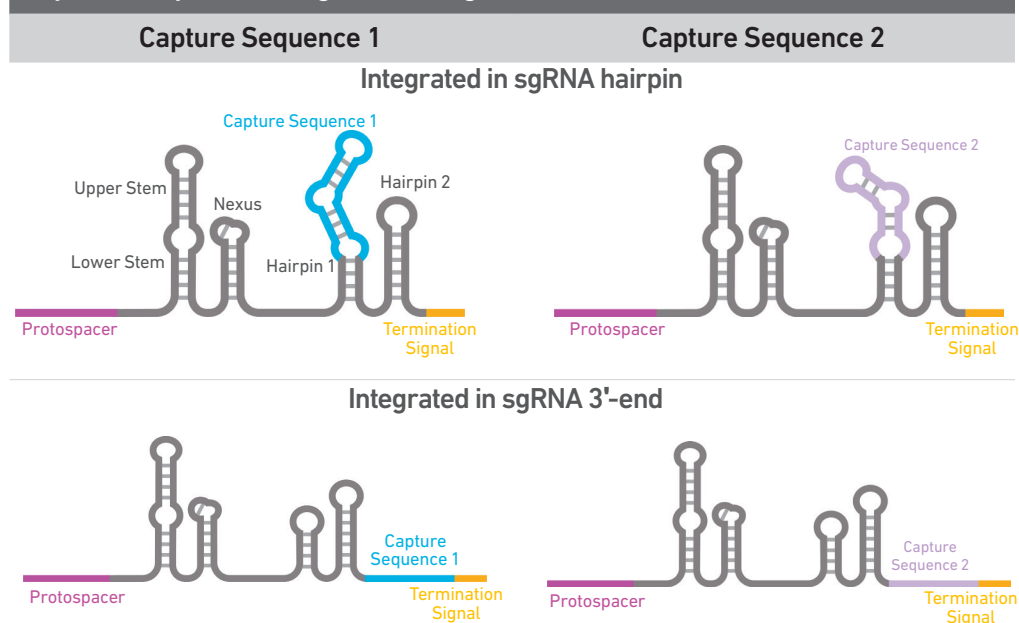 Capture Sequence 1
Capture Sequence 2
Integrated in sgRNA hairpin
Capture Sequence 1
Upper Stem
Nexus
Hairpin 2
Lower Stem
Hairpin 1
Protospacer
Termination
Signal
Capture Sequence 2
Protospacer
Termination
Signal
Integrated in sgRNA 3'-end
Capture
Sequence 1
Protospacer
Termination
Signal
Capture
Sequence 2
Protospacer
Termination
Signal